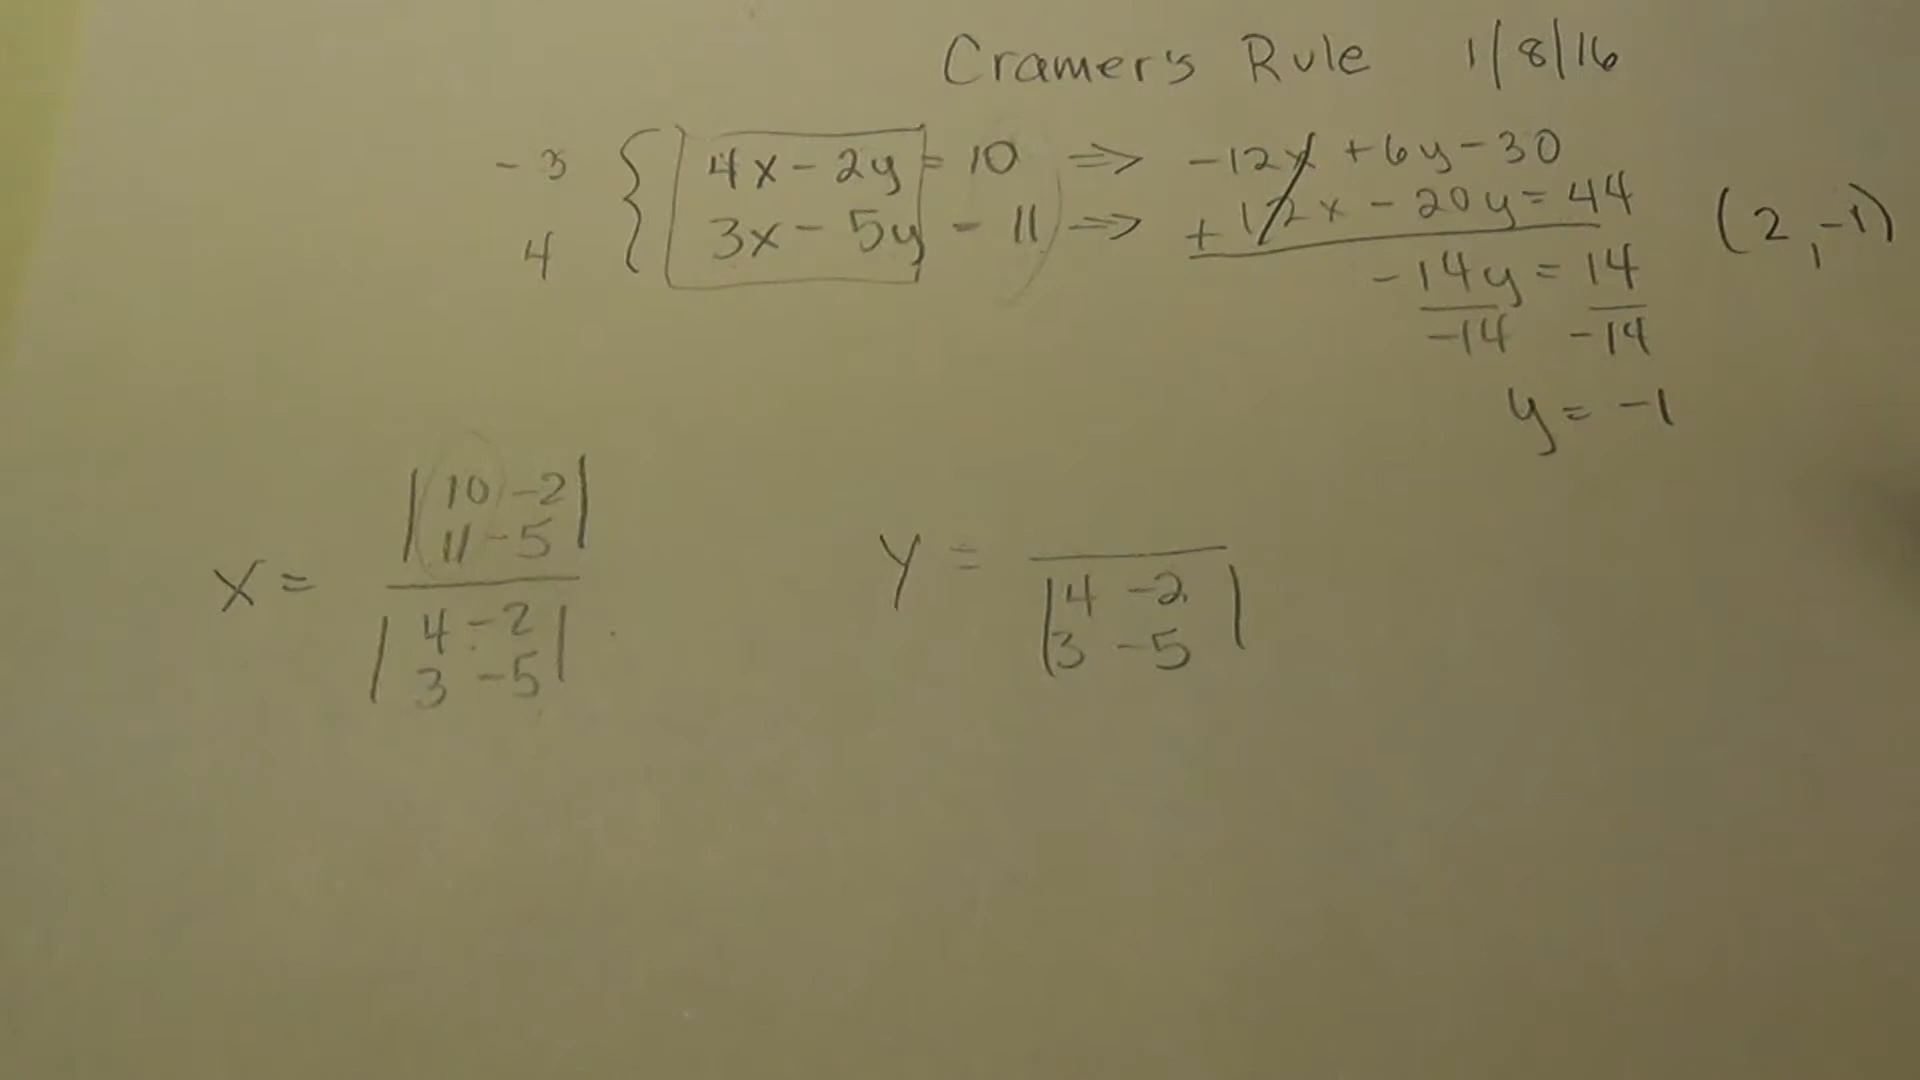 Cramer's Rule 1/8/16
-3 { 4x - 2y = 10 ⇒ -12x + 6y - 30
4 3x - 5y - 11 ⇒ + 12x - 20y = 44 (2, -1)
-14y = 14
-14 -14
y = -1
|10 -2|
|11 -5|
x = y =
|4 -2| |4 -2|
|3 -5| |3 -5|